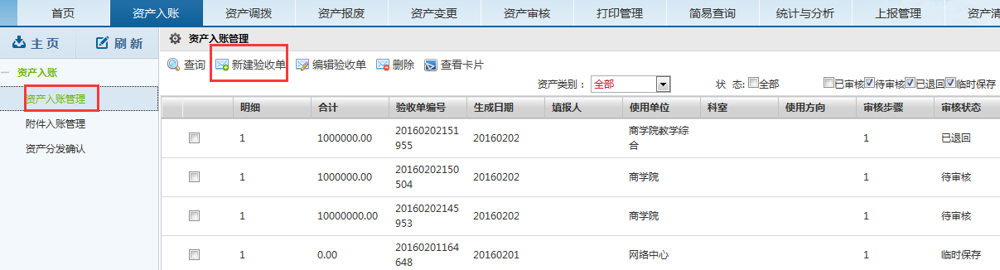 首页 资产入账 资产调拨 资产报废 资产变更 资产审核 打印管理 简易查询 统计与分析 上报管理
主 页 刷 新
资产入账管理
资产入账
查询 新建验收单 编辑验收单 删除 查看卡片
资产类别： 全部 状 态: 全部 已审核 待审核 已退回 临时保存
资产入账管理
附件入账管理
资产分发确认
明细 合计 验收单编号 生成日期 填报人 使用单位 科室 使用方向 审核步骤 审核状态
1 1000000.00 20160202151
955 20160202 商学院教学综
合 1 已退回
1 1000000.00 20160202150
504 20160202 商学院 1 待审核
1 10000000.00 20160202145
953 20160202 商学院 1 待审核
1 0.00 20160201164
648 20160201 网络中心 1 临时保存